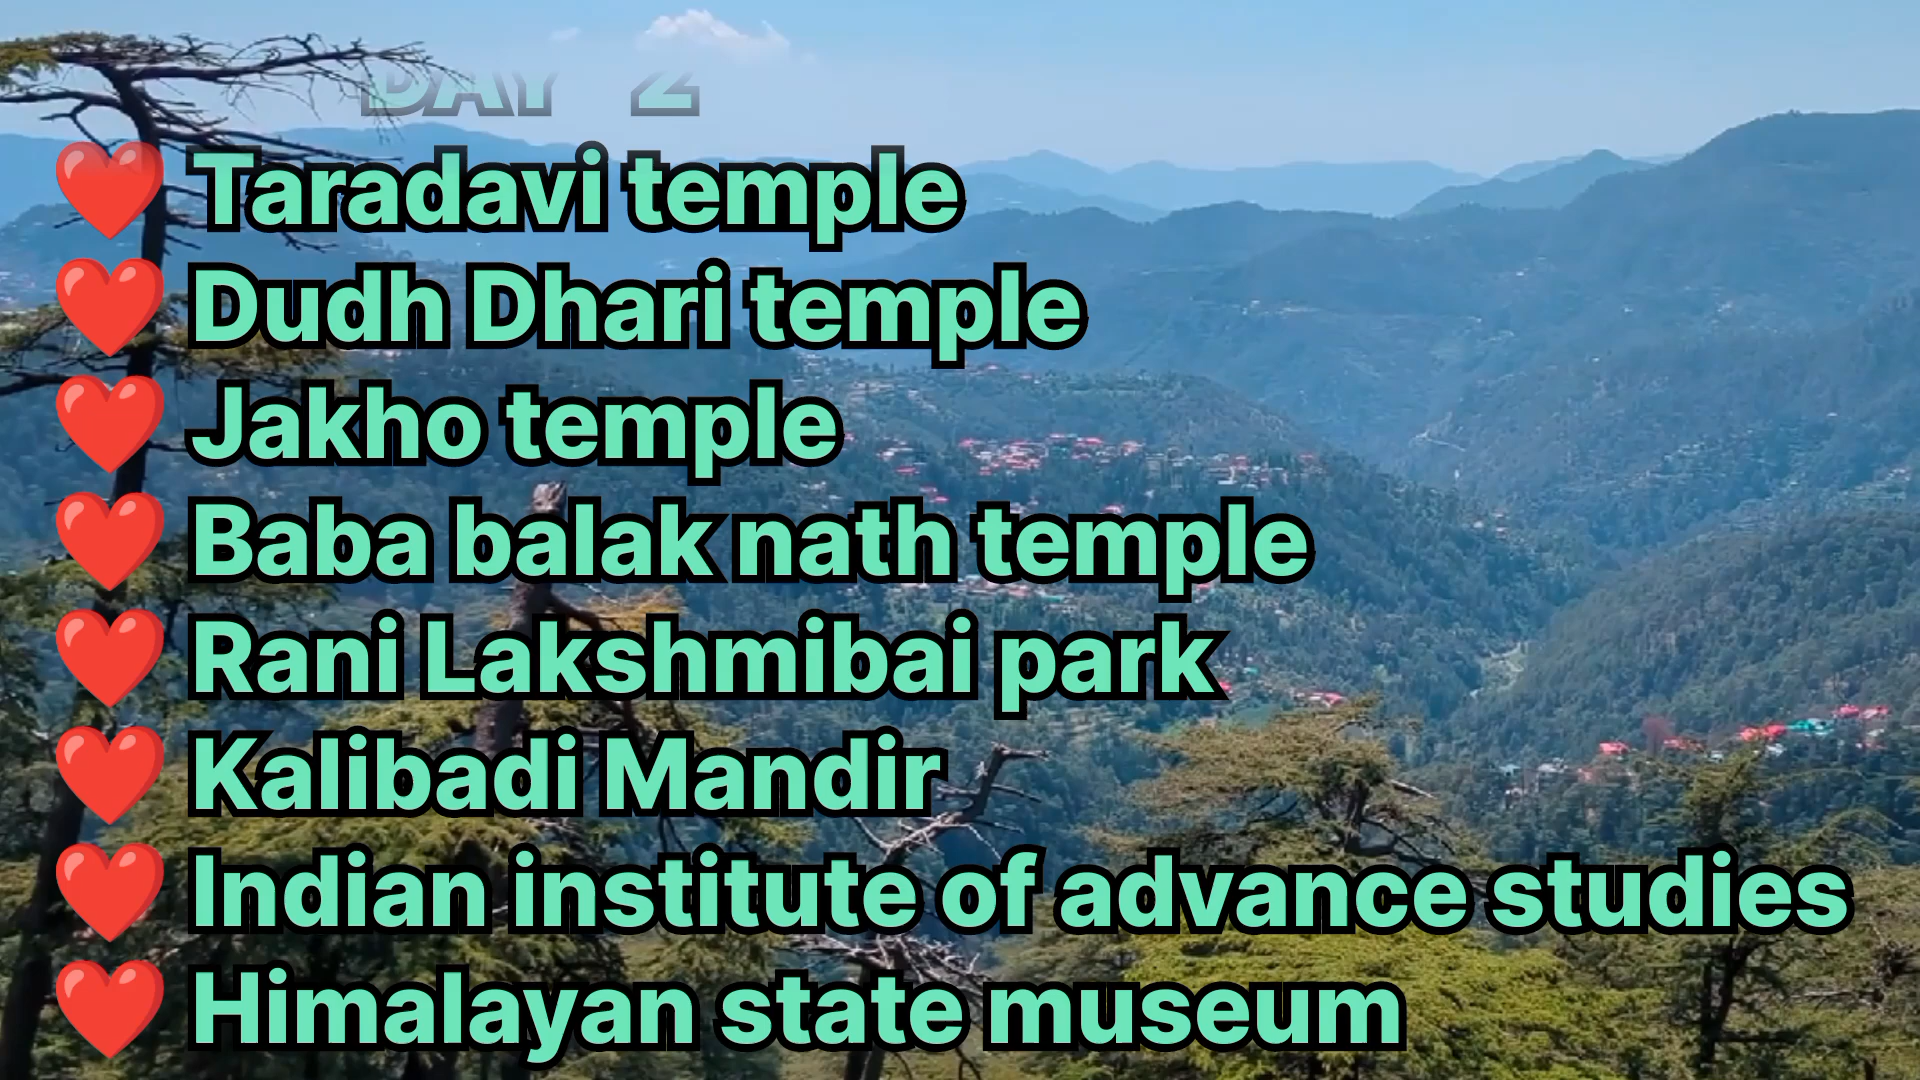 DAY 2
❤️ Taradavi temple
❤️ Dudh Dhari temple
❤️ Jakho temple
❤️ Baba balak nath temple
❤️ Rani Lakshmibai park
❤️ Kalibadi Mandir
❤️ Indian institute of advance studies
❤️ Himalayan state museum